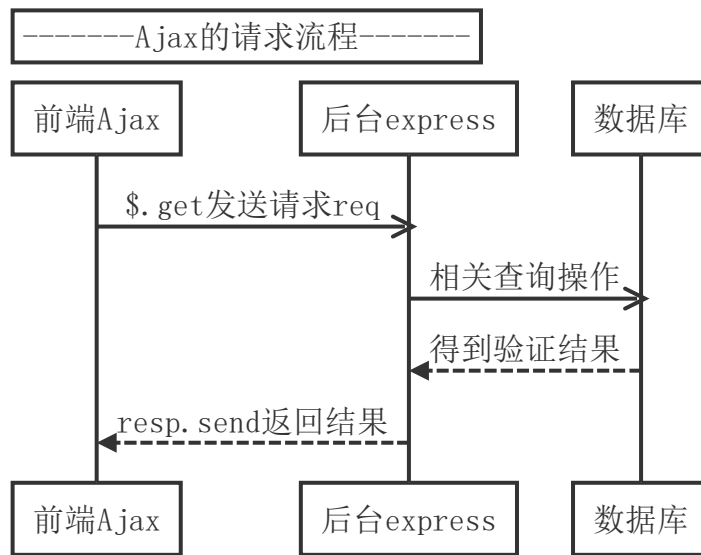 -------Ajax的请求流程-------
前端Ajax
后台express
数据库
$.get发送请求req
相关查询操作
得到验证结果
resp.send返回结果
前端Ajax
后台express
数据库